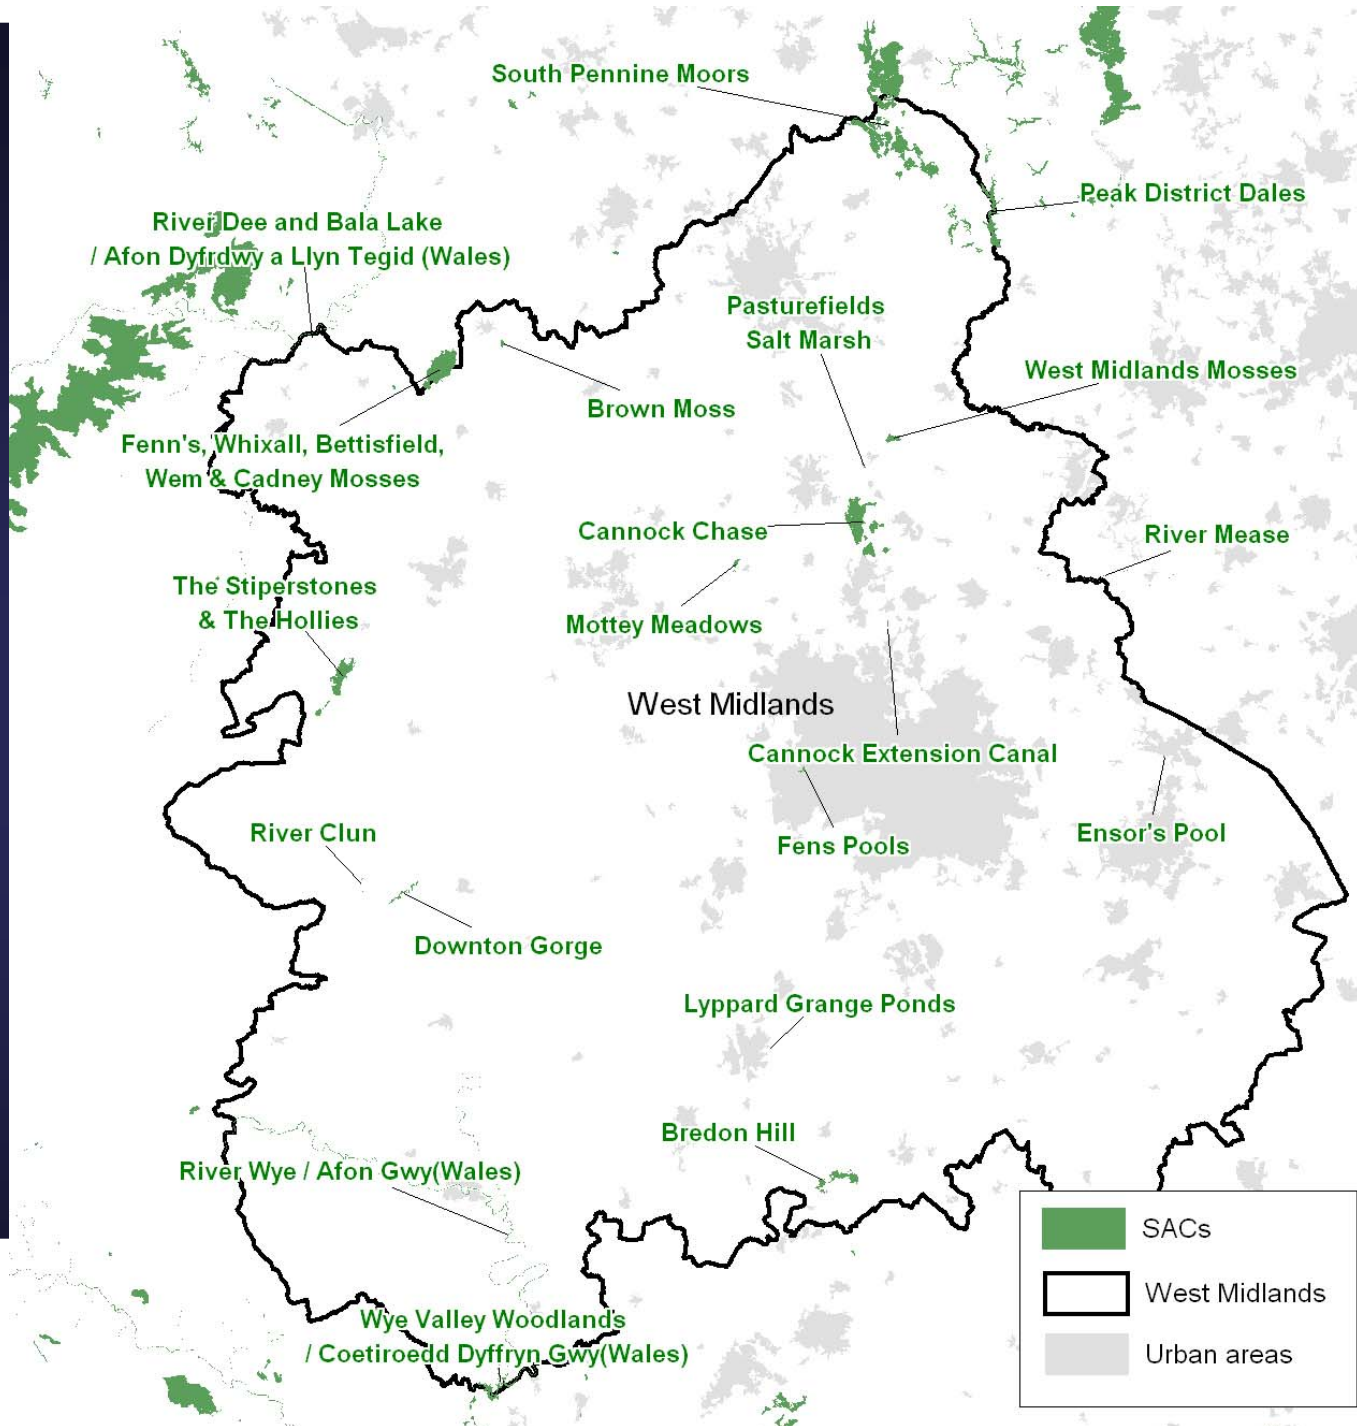 South Pennine Moors
Peak District Dales
River Dee and Bala Lake
/ Afon Dyfrdwy a Llyn Tegid (Wales)
Pasturefields
Salt Marsh
West Midlands Mosses
Brown Moss
Fenn's, Whixall, Bettisfield,
Wem & Cadney Mosses
Cannock Chase
River Mease
The Stiperstones
& The Hollies
Mottey Meadows
West Midlands
Cannock Extension Canal
River Clun
Fens Pools
Ensor's Pool
Downton Gorge
Lyppard Grange Ponds
Bredon Hill
River Wye / Afon Gwy(Wales)
SACs
West Midlands
Urban areas
Wye Valley Woodlands
/ Coetiroedd Dyffryn Gwy(Wales)